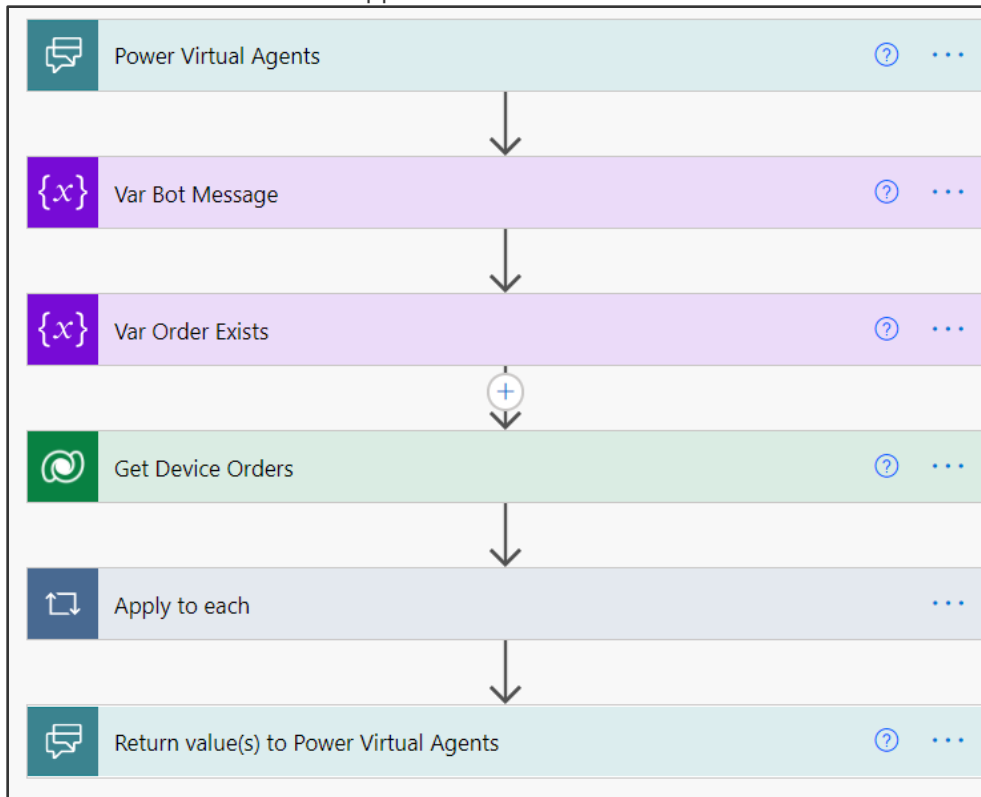 Power Virtual Agents
{x} Var Bot Message
{x} Var Order Exists
Get Device Orders
Apply to each
Return value(s) to Power Virtual Agents